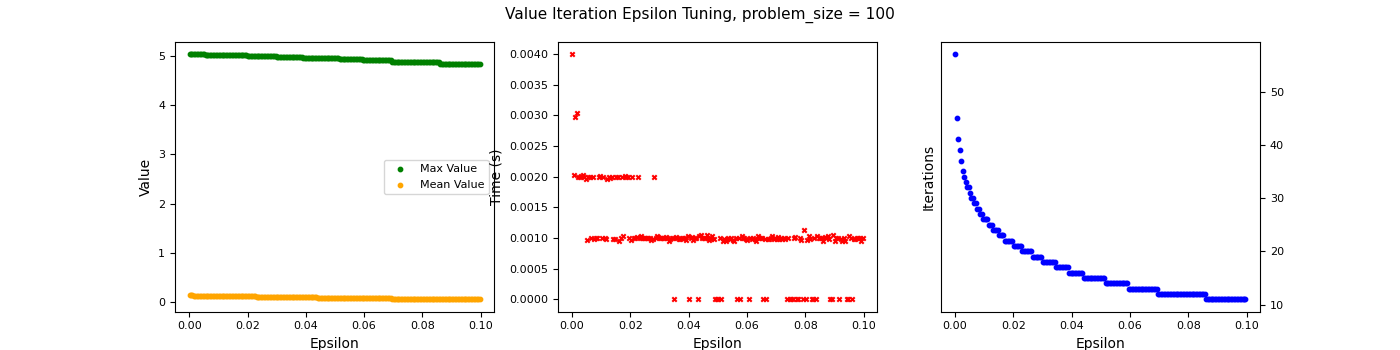 Value Iteration Epsilon Tuning, problem_size = 100
Value
5
4
3
2
1
0
0.00 0.02 0.04 0.06 0.08 0.10
Epsilon
Max Value
Mean Value
Time (s)
0.0040
0.0035
0.0030
0.0025
0.0020
0.0015
0.0010
0.0005
0.0000
0.00 0.02 0.04 0.06 0.08 0.10
Epsilon
Iterations
50
40
30
20
10
0.00 0.02 0.04 0.06 0.08 0.10
Epsilon